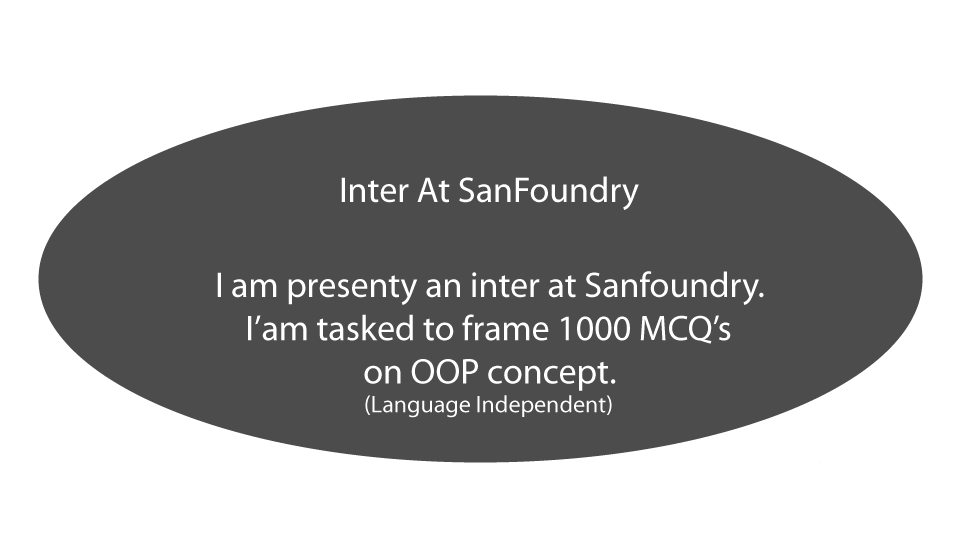 Inter At SanFoundry
I am presenty an inter at Sanfoundry.
I'am tasked to frame 1000 MCQ's
on OOP concept.
(Language Independent)